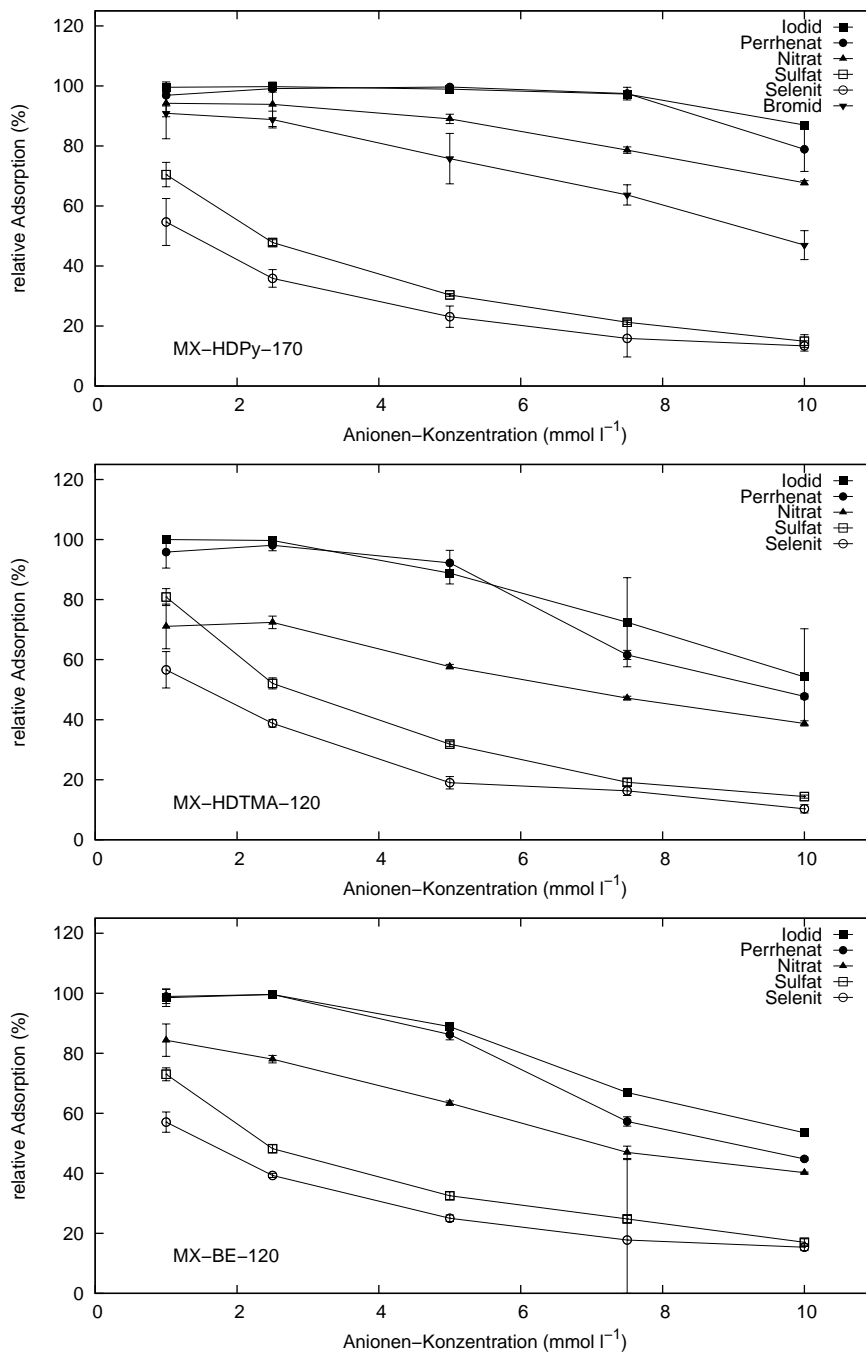 120
100
80
60
40
20
0
relative Adsorption (%)
Iodid
Perrhenat
Nitrat
Sulfat
Selenit
Bromid
MX−HDPy−170
0 2 4 6 8 10
Anionen−Konzentration (mmol l⁻¹)
120
100
80
60
40
20
0
relative Adsorption (%)
Iodid
Perrhenat
Nitrat
Sulfat
Selenit
MX−HDTMA−120
0 2 4 6 8 10
Anionen−Konzentration (mmol l⁻¹)
120
100
80
60
40
20
0
relative Adsorption (%)
Iodid
Perrhenat
Nitrat
Sulfat
Selenit
MX−BE−120
0 2 4 6 8 10
Anionen−Konzentration (mmol l⁻¹)